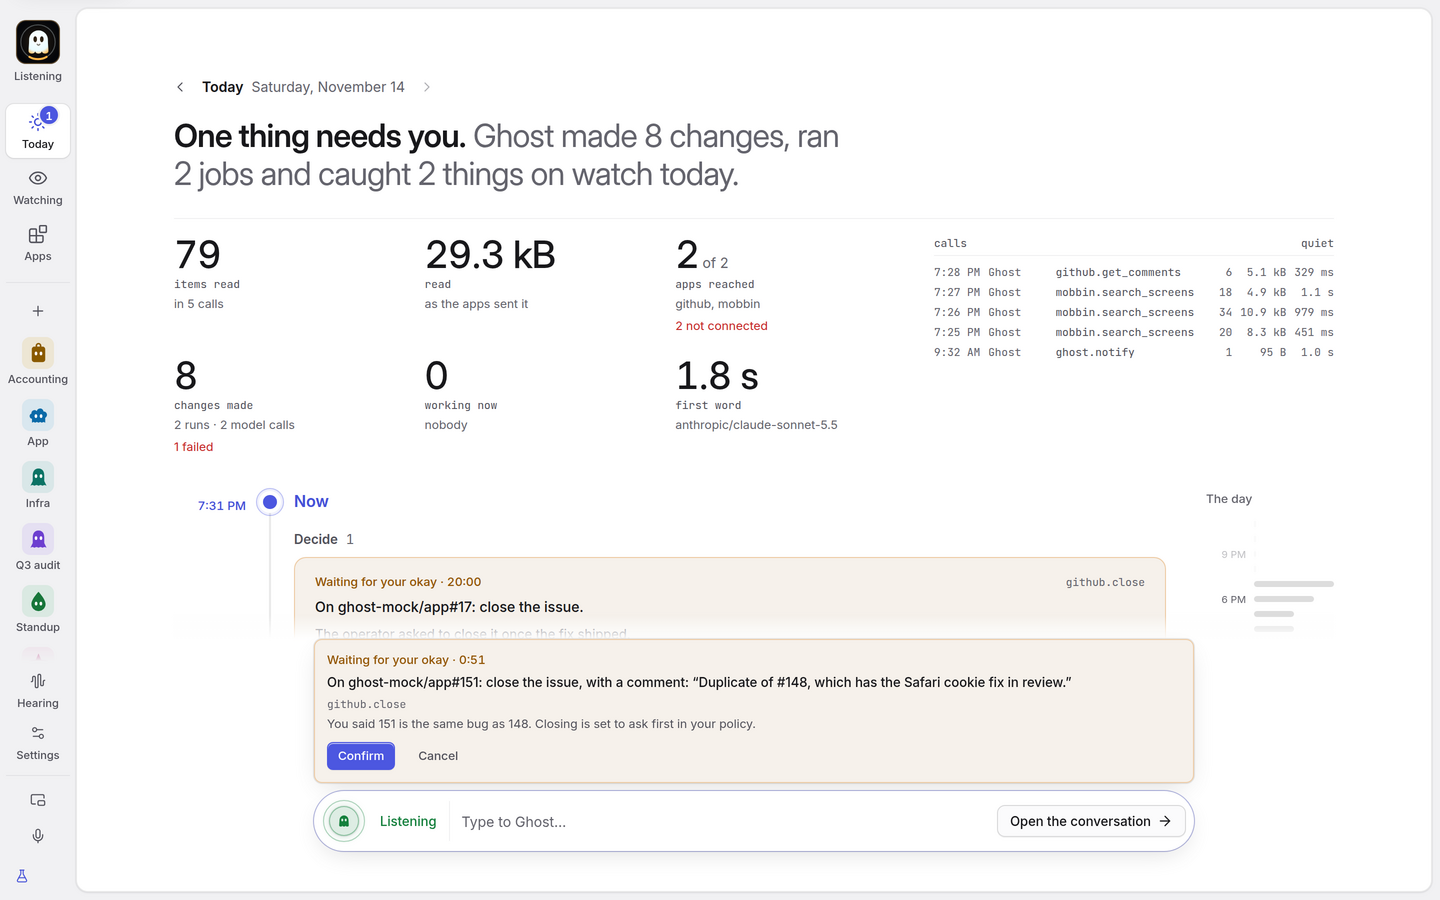 Listening
1
Today
Watching
Apps
Accounting
App
Infra
Q3 audit
Standup
Hearing
Settings
Today Saturday, November 14
One thing needs you. Ghost made 8 changes, ran
2 jobs and caught 2 things on watch today.
79
items read
in 5 calls
29.3 kB
read
as the apps sent it
2 of 2
apps reached
github, mobbin
2 not connected
8
changes made
2 runs · 2 model calls
1 failed
0
working now
nobody
1.8 s
first word
anthropic/claude-sonnet-5.5
calls quiet
7:28 PM Ghost github.get_comments 6 5.1 kB 329 ms
7:27 PM Ghost mobbin.search_screens 18 4.9 kB 1.1 s
7:26 PM Ghost mobbin.search_screens 34 10.9 kB 979 ms
7:25 PM Ghost mobbin.search_screens 20 8.3 kB 451 ms
9:32 AM Ghost ghost.notify 1 95 B 1.0 s
7:31 PM Now
Decide 1
Waiting for your okay · 20:00 github.close
On ghost-mock/app#17: close the issue.
The operator asked to close it once the fix shipped
The day
9 PM
6 PM
Waiting for your okay · 0:51
On ghost-mock/app#151: close the issue, with a comment: “Duplicate of #148, which has the Safari cookie fix in review.”
github.close
You said 151 is the same bug as 148. Closing is set to ask first in your policy.
Confirm Cancel
Listening Type to Ghost... Open the conversation